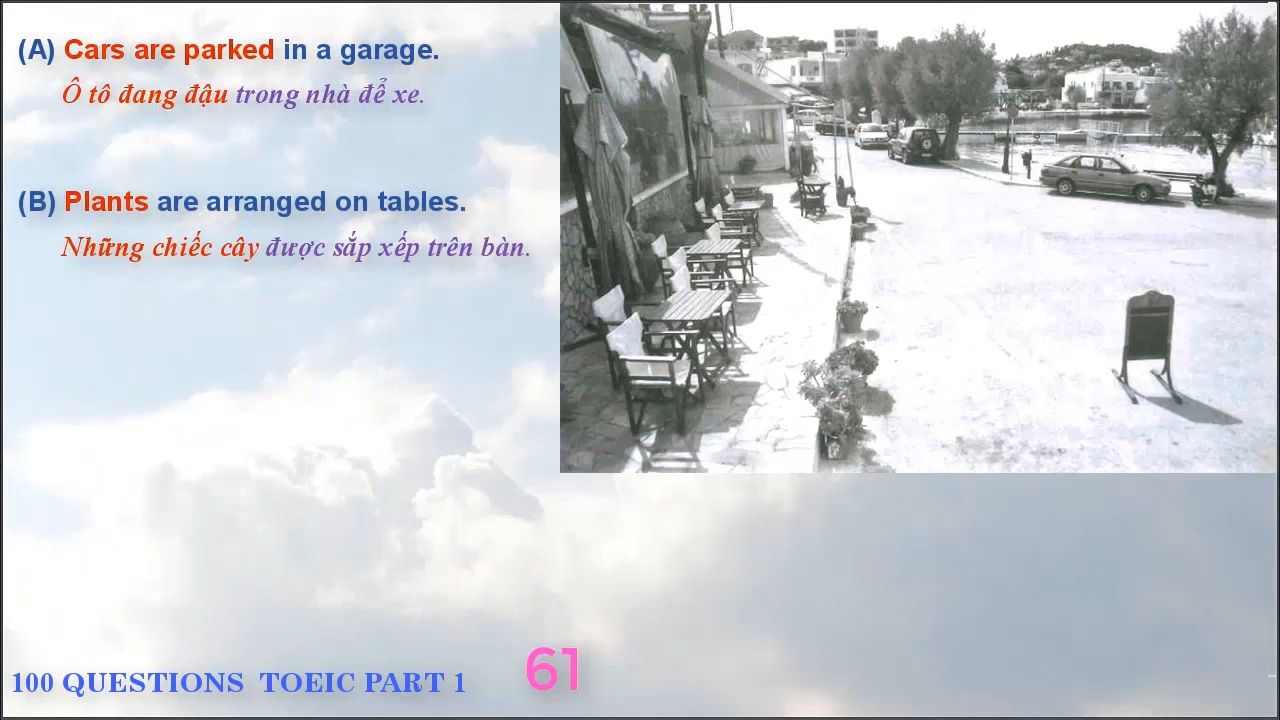 (A) Cars are parked in a garage.
Ô tô đang đậu trong nhà để xe.
(B) Plants are arranged on tables.
Những chiếc cây được sắp xếp trên bàn.
100 QUESTIONS TOEIC PART 1
61